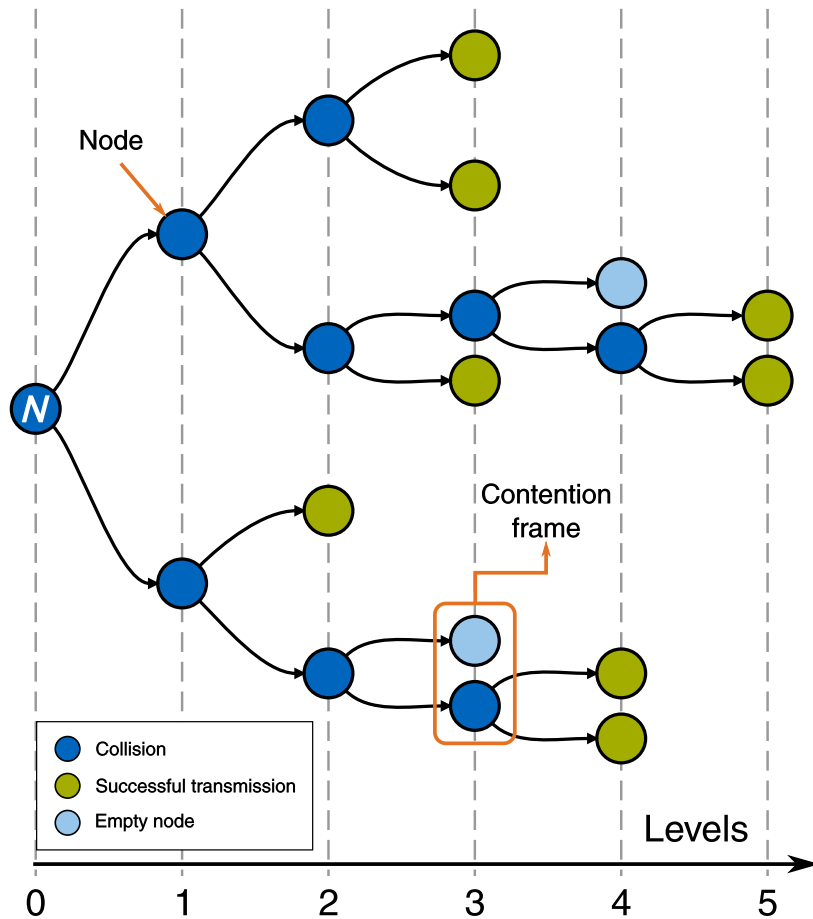 Node
N
Contention
frame
Collision
Successful transmission
Empty node
Levels
0 1 2 3 4 5